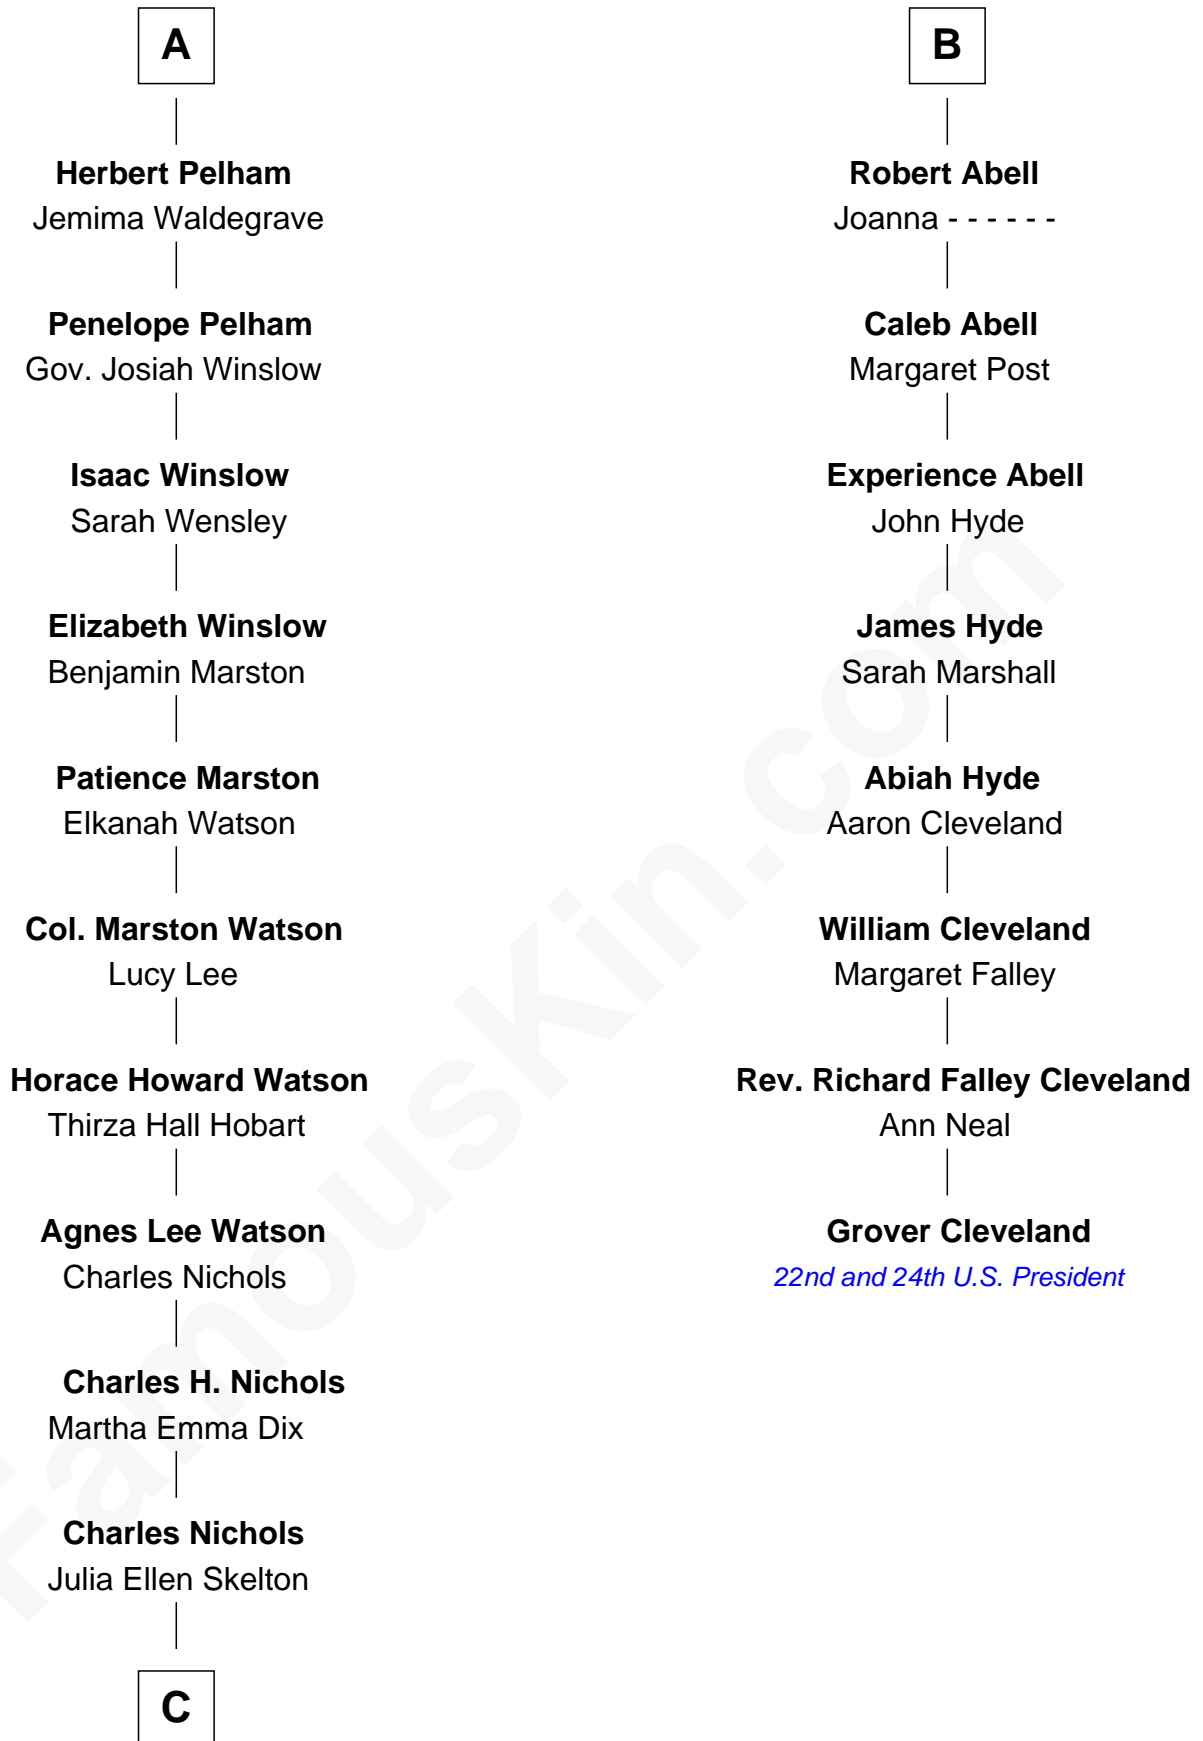 A
Herbert Pelham
Jemima Waldegrave
Penelope Pelham
Gov. Josiah Winslow
Isaac Winslow
Sarah Wensley
Elizabeth Winslow
Benjamin Marston
Patience Marston
Elkanah Watson
Col. Marston Watson
Lucy Lee
Horace Howard Watson
Thirza Hall Hobart
Agnes Lee Watson
Charles Nichols
Charles H. Nichols
Martha Emma Dix
Charles Nichols
Julia Ellen Skelton
C
B
Robert Abell
Joanna - - - - - -
Caleb Abell
Margaret Post
Experience Abell
John Hyde
James Hyde
Sarah Marshall
Abiah Hyde
Aaron Cleveland
William Cleveland
Margaret Falley
Rev. Richard Falley Cleveland
Ann Neal
Grover Cleveland
22nd and 24th U.S. President
FamousKin.com